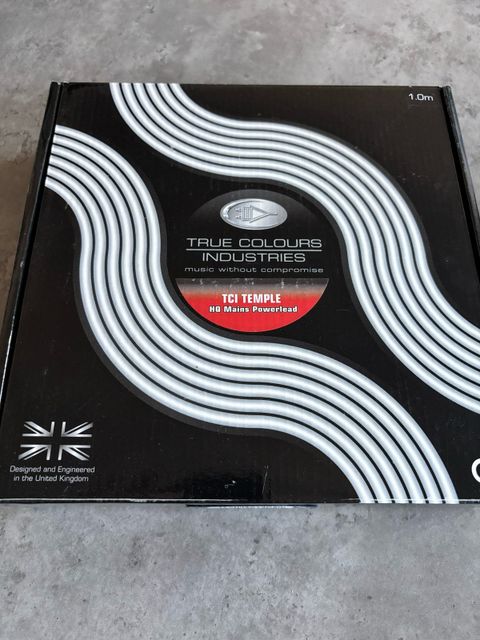 1.0m
TRUE COLOURS
INDUSTRIES
music without compromise
TCI TEMPLE
HQ Mains Powerlead
Designed and Engineered
in the United Kingdom